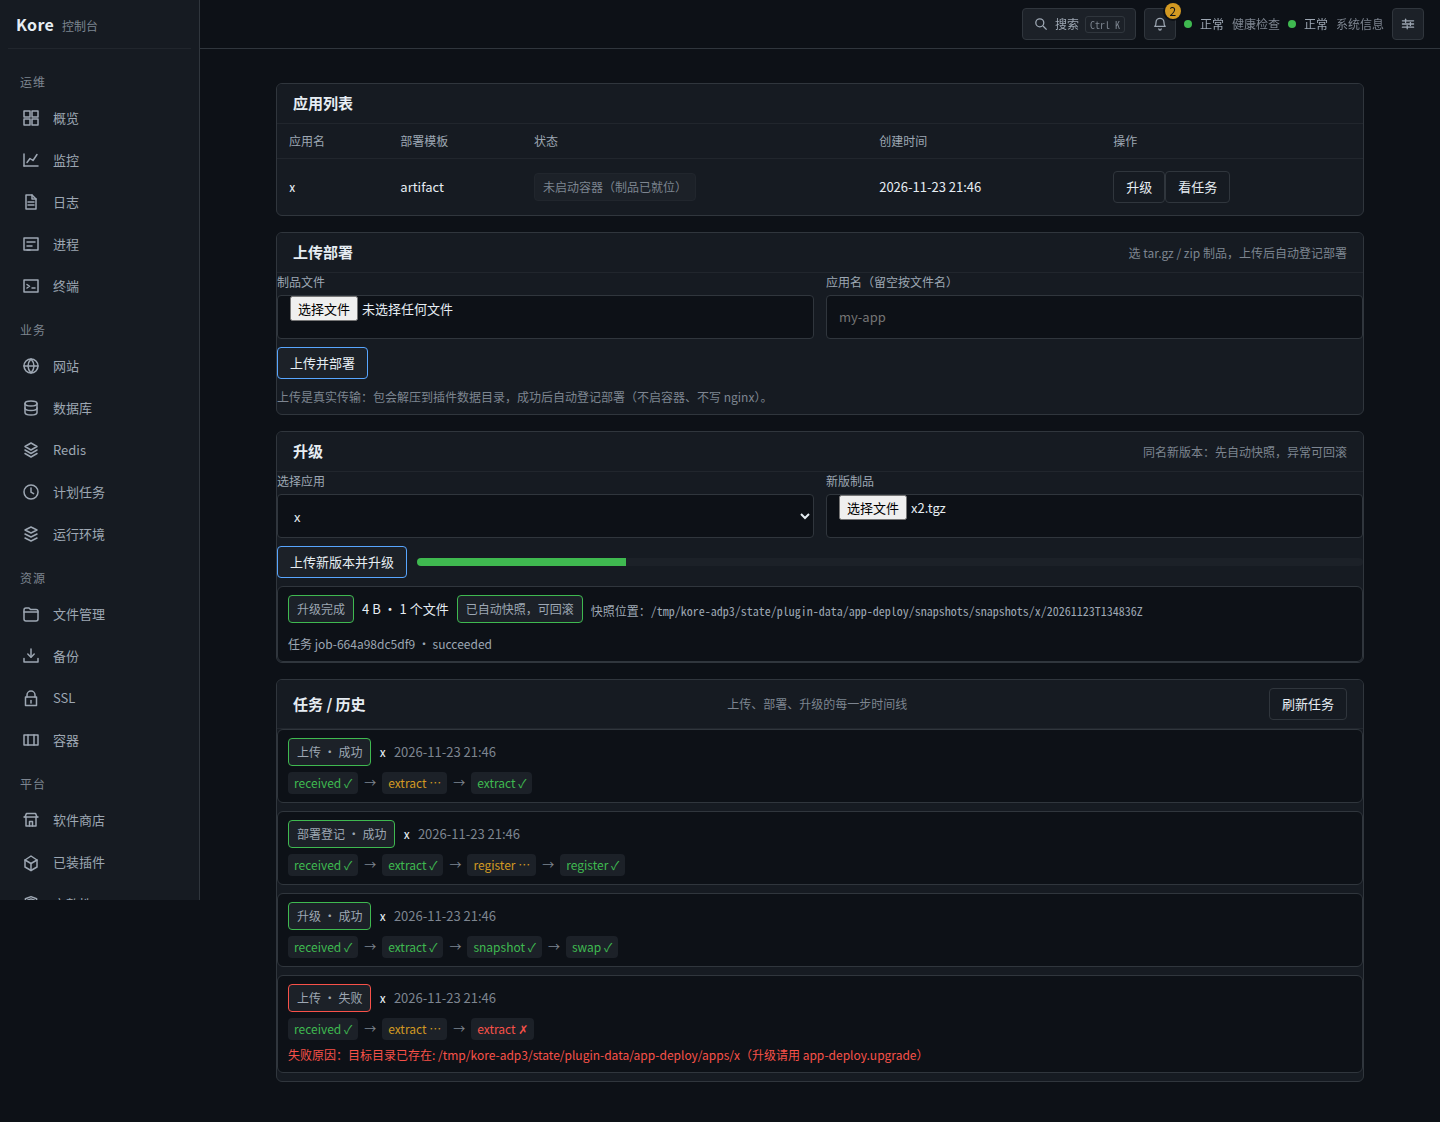 Kore 控制台
搜索 Ctrl K
2
正常 健康检查
正常 系统信息
运维
概览
监控
日志
进程
终端
业务
网站
数据库
Redis
计划任务
运行环境
资源
文件管理
备份
SSL
容器
平台
软件商店
已装插件
应用列表
应用名 部署模板 状态 创建时间 操作
x artifact 未启动容器（制品已就位） 2026-11-23 21:46 升级 看任务
上传部署 选 tar.gz / zip 制品，上传后自动登记部署
制品文件 应用名（留空按文件名）
选择文件 未选择任何文件 my-app
上传并部署
上传是真实传输：包会解压到插件数据目录，成功后自动登记部署（不启容器、不写 nginx）。
升级 同名新版本：先自动快照，异常可回滚
选择应用 新版制品
x 选择文件 x2.tgz
上传新版本并升级
升级完成 4 B · 1 个文件 已自动快照，可回滚 快照位置：/tmp/kore-adp3/state/plugin-data/app-deploy/snapshots/snapshots/x/20261123T134836Z
任务 job-664a98dc5df9 · succeeded
任务 / 历史 上传、部署、升级的每一步时间线 刷新任务
上传 · 成功 x 2026-11-23 21:46
received ✓ → extract … → extract ✓
部署登记 · 成功 x 2026-11-23 21:46
received ✓ → extract ✓ → register … → register ✓
升级 · 成功 x 2026-11-23 21:46
received ✓ → extract ✓ → snapshot ✓ → swap ✓
上传 · 失败 x 2026-11-23 21:46
received ✓ → extract … → extract ✗
失败原因：目标目录已存在: /tmp/kore-adp3/state/plugin-data/app-deploy/apps/x（升级请用 app-deploy.upgrade）